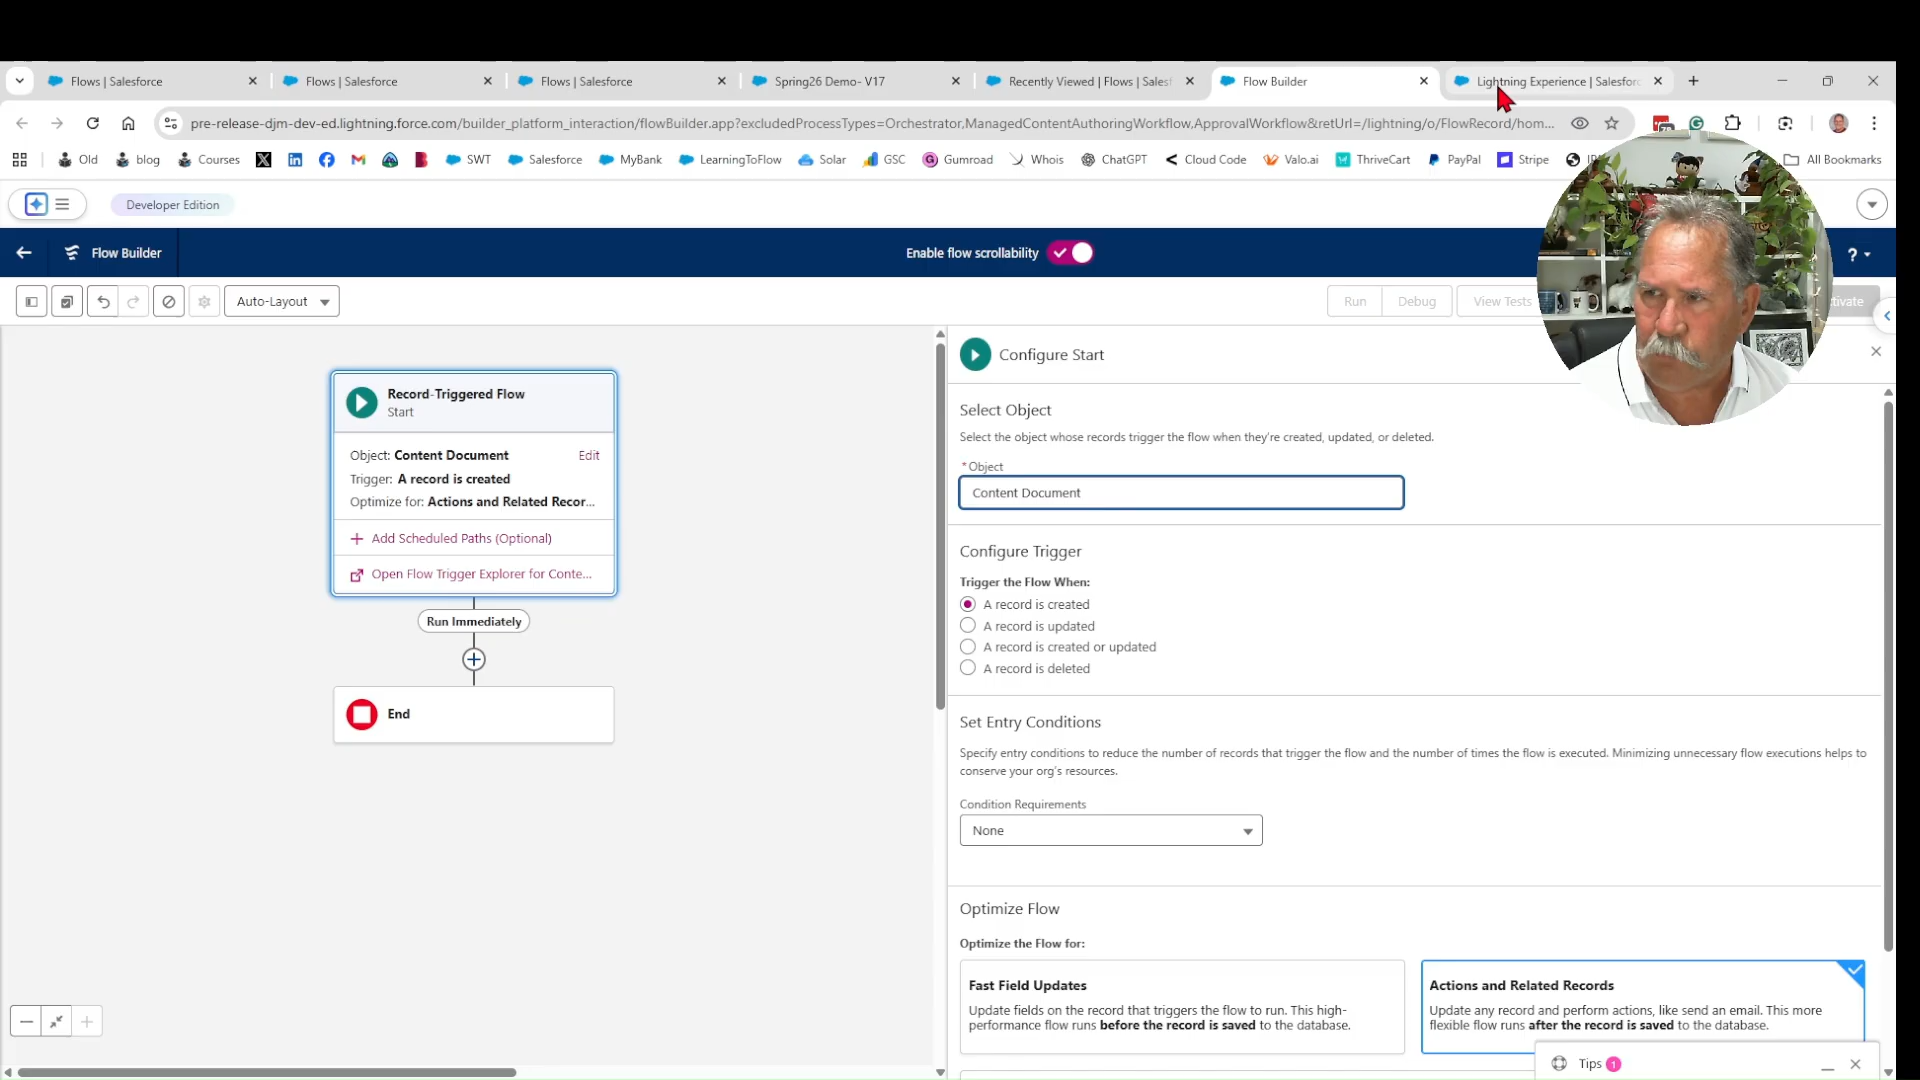 Flows | Salesforce
Flows | Salesforce
Flows | Salesforce
Spring26 Demo- V17
Recently Viewed | Flows | Salesf
Flow Builder
Lightning Experience | Salesforc
pre-release-djm-dev-ed.lightning.force.com/builder_platform_interaction/flowBuilder.app?excludedProcessTypes=Orchestrator,ManagedContentAuthoringWorkflow,ApprovalWorkflow&retUrl=/lightning/o/FlowRecord/hom...
Old
blog
Courses
SWT
Salesforce
MyBank
LearningToFlow
Solar
GSC
Gumroad
Whois
ChatGPT
Cloud Code
Valo.ai
ThriveCart
PayPal
Stripe
All Bookmarks
Developer Edition
Flow Builder
Enable flow scrollability
?
Auto-Layout
Run
Debug
View Tests
tivate
Record-Triggered Flow
Start
Object: Content Document
Edit
Trigger: A record is created
Optimize for: Actions and Related Recor...
Add Scheduled Paths (Optional)
Open Flow Trigger Explorer for Conte...
Run Immediately
End
Configure Start
Select Object
Select the object whose records trigger the flow when they're created, updated, or deleted.
*Object
Content Document
Configure Trigger
Trigger the Flow When:
A record is created
A record is updated
A record is created or updated
A record is deleted
Set Entry Conditions
Specify entry conditions to reduce the number of records that trigger the flow and the number of times the flow is executed. Minimizing unnecessary flow executions helps to
conserve your org's resources.
Condition Requirements
None
Optimize Flow
Optimize the Flow for:
Fast Field Updates
Update fields on the record that triggers the flow to run. This high-
performance flow runs before the record is saved to the database.
Actions and Related Records
Update any record and perform actions, like send an email. This more
flexible flow runs after the record is saved to the database.
Tips 1